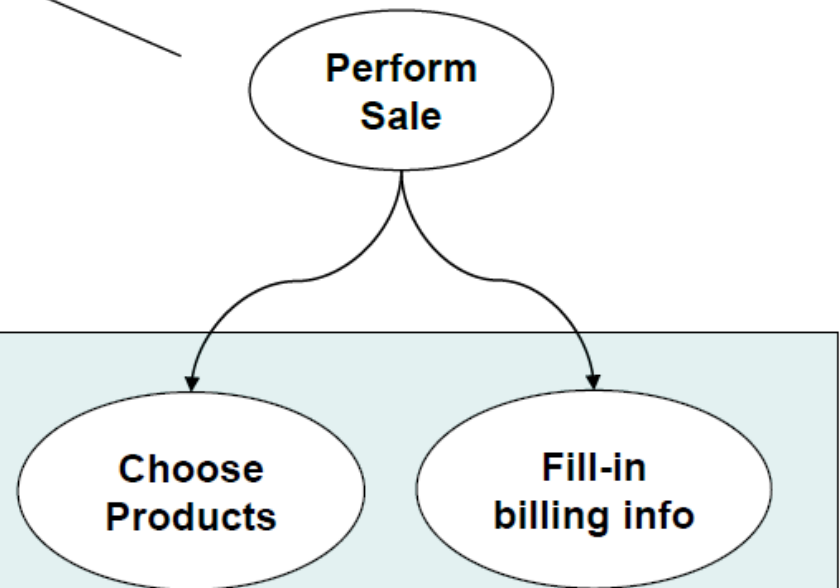 Perform
Sale
Choose
Products
Fill-in
billing info